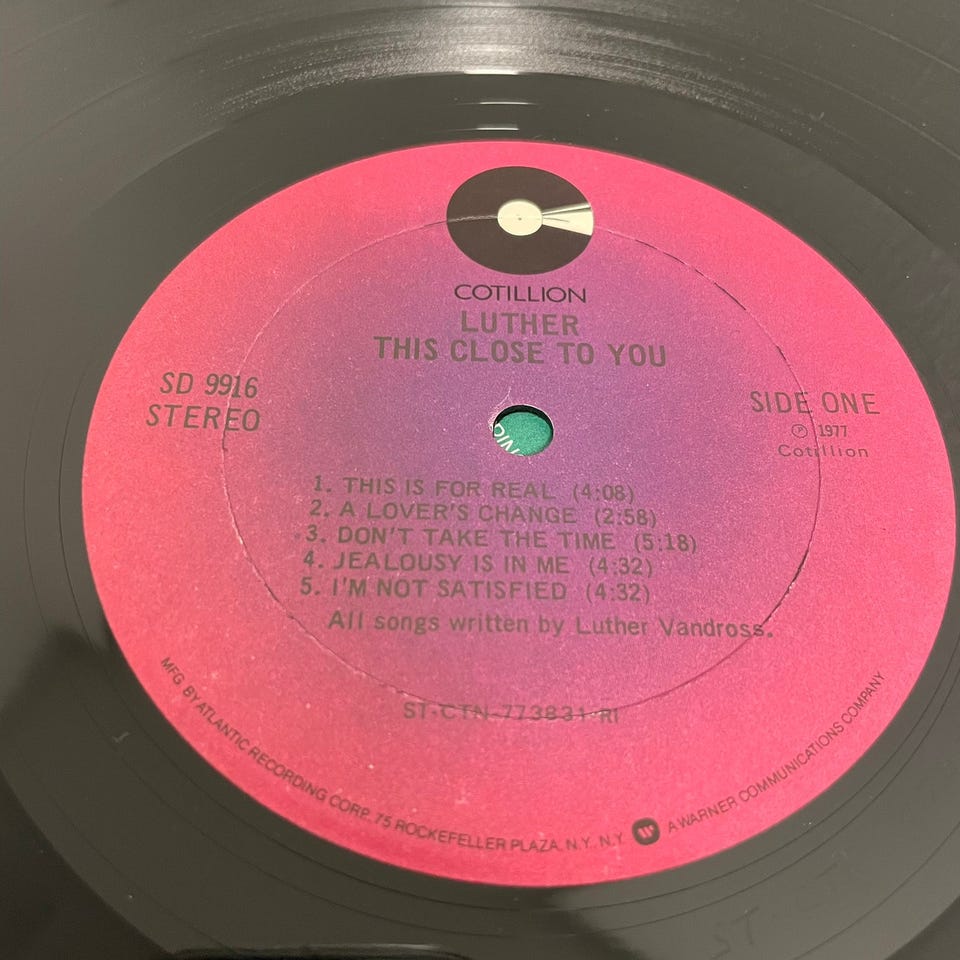 COTILLION
LUTHER
THIS CLOSE TO YOU
SD 9916
STEREO
SIDE ONE
℗ 1977
Cotillion
1. THIS IS FOR REAL (4:08)
2. A LOVER'S CHANGE (2:58)
3. DON'T TAKE THE TIME (5:18)
4. JEALOUSY IS IN ME (4:32)
5. I'M NOT SATISFIED (4:32)
All songs written by Luther Vandross.
ST-CTN-773831-RI
MFG. BY ATLANTIC RECORDING CORP. 75 ROCKEFELLER PLAZA, N.Y. N.Y. A WARNER COMMUNICATIONS COMPANY